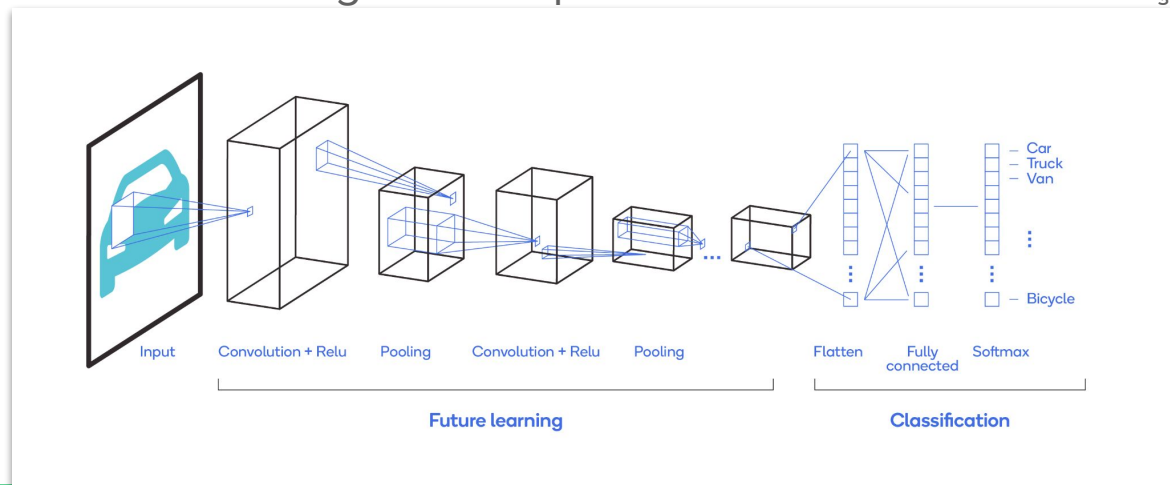 Car
Truck
Van
Bicycle
Input
Convolution + Relu
Pooling
Convolution + Relu
Pooling
Flatten
Fully
connected
Softmax
Future learning
Classification